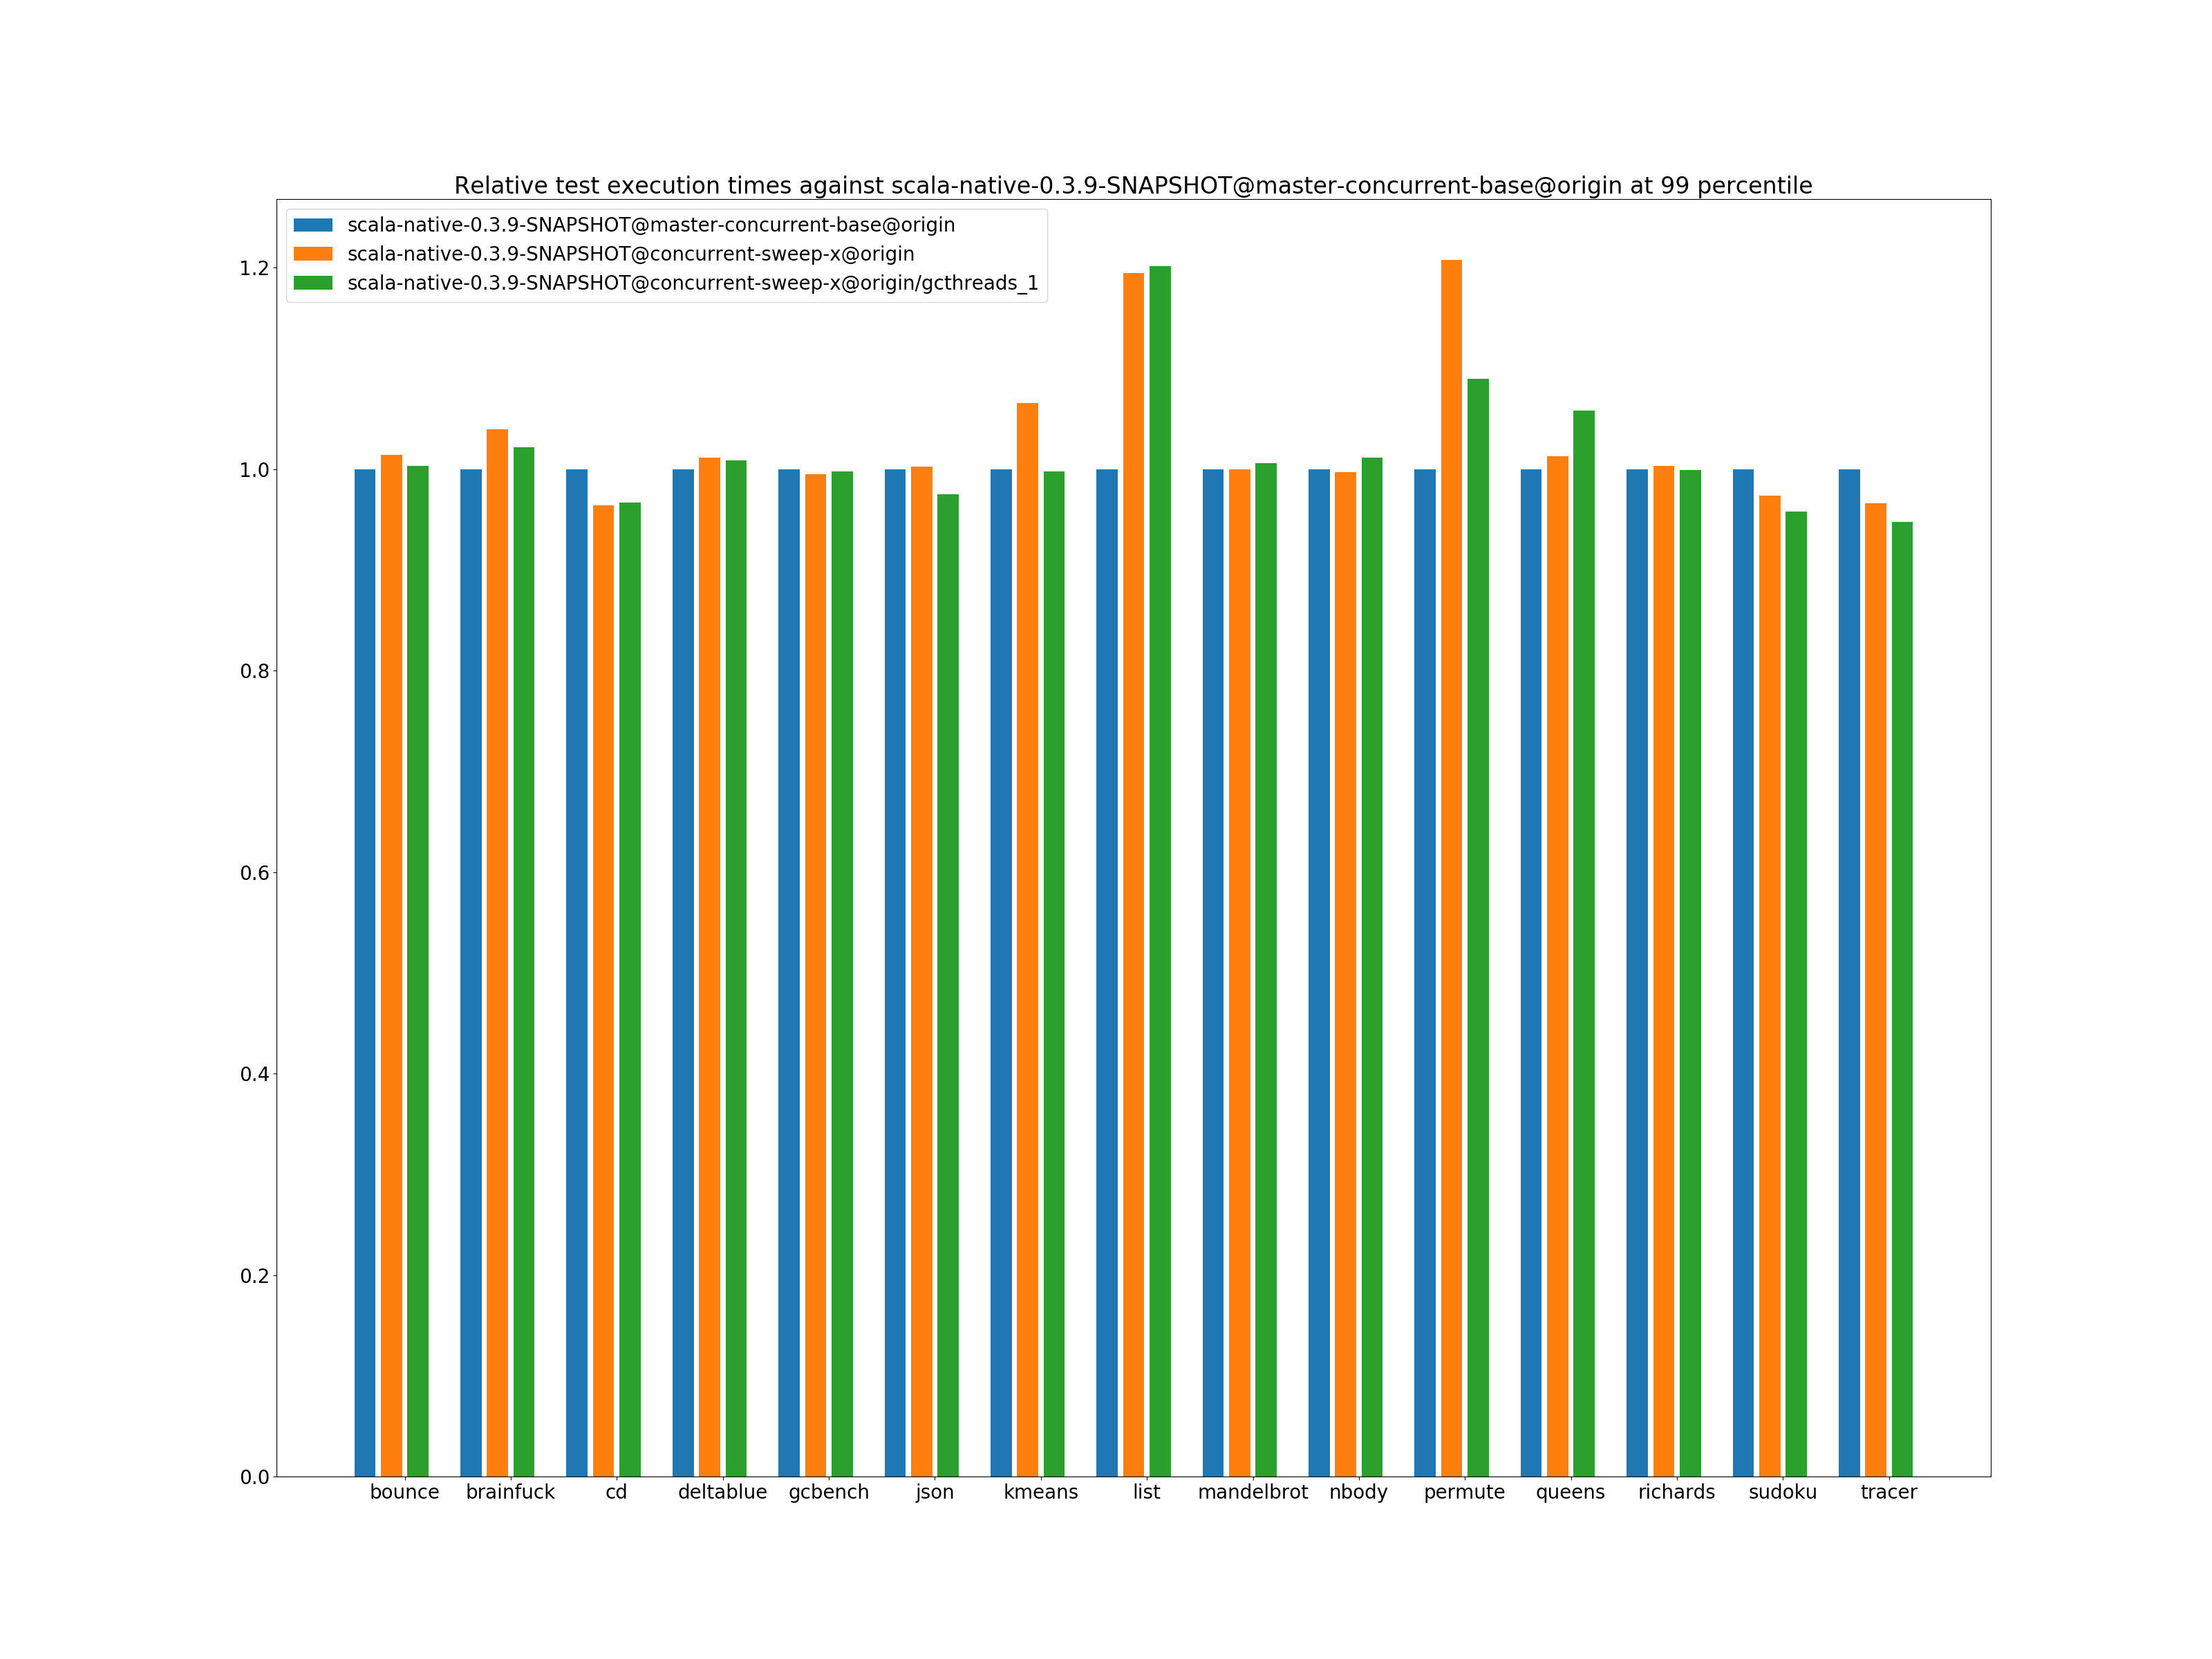 Relative test execution times against scala-native-0.3.9-SNAPSHOT@master-concurrent-base@origin at 99 percentile
scala-native-0.3.9-SNAPSHOT@master-concurrent-base@origin
scala-native-0.3.9-SNAPSHOT@concurrent-sweep-x@origin
scala-native-0.3.9-SNAPSHOT@concurrent-sweep-x@origin/gcthreads_1
1.2
1.0
0.8
0.6
0.4
0.2
0.0
bounce brainfuck cd deltablue gcbench json kmeans list mandelbrot nbody permute queens richards sudoku tracer